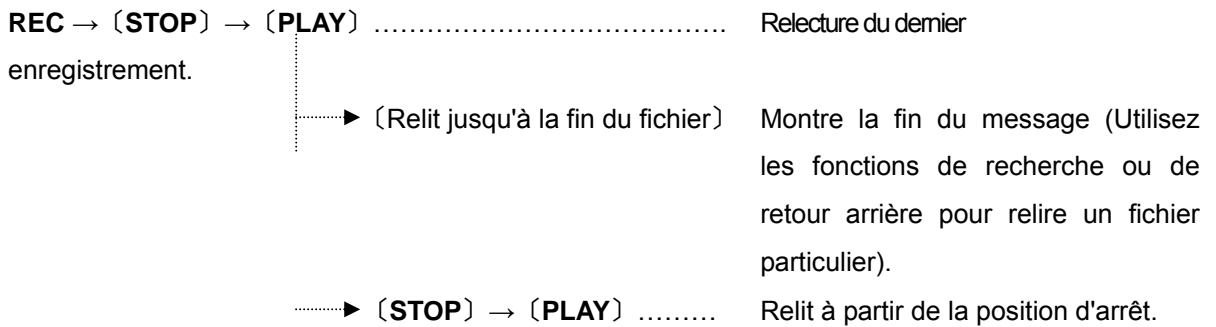 REC → 〔STOP〕 → 〔PLAY〕 ………………………………. Relecture du dernier
enregistrement.
〔Relit jusqu'à la fin du fichier〕 Montre la fin du message (Utilisez
les fonctions de recherche ou de
retour arrière pour relire un fichier
particulier).
〔STOP〕 → 〔PLAY〕 ……… Relit à partir de la position d'arrêt.